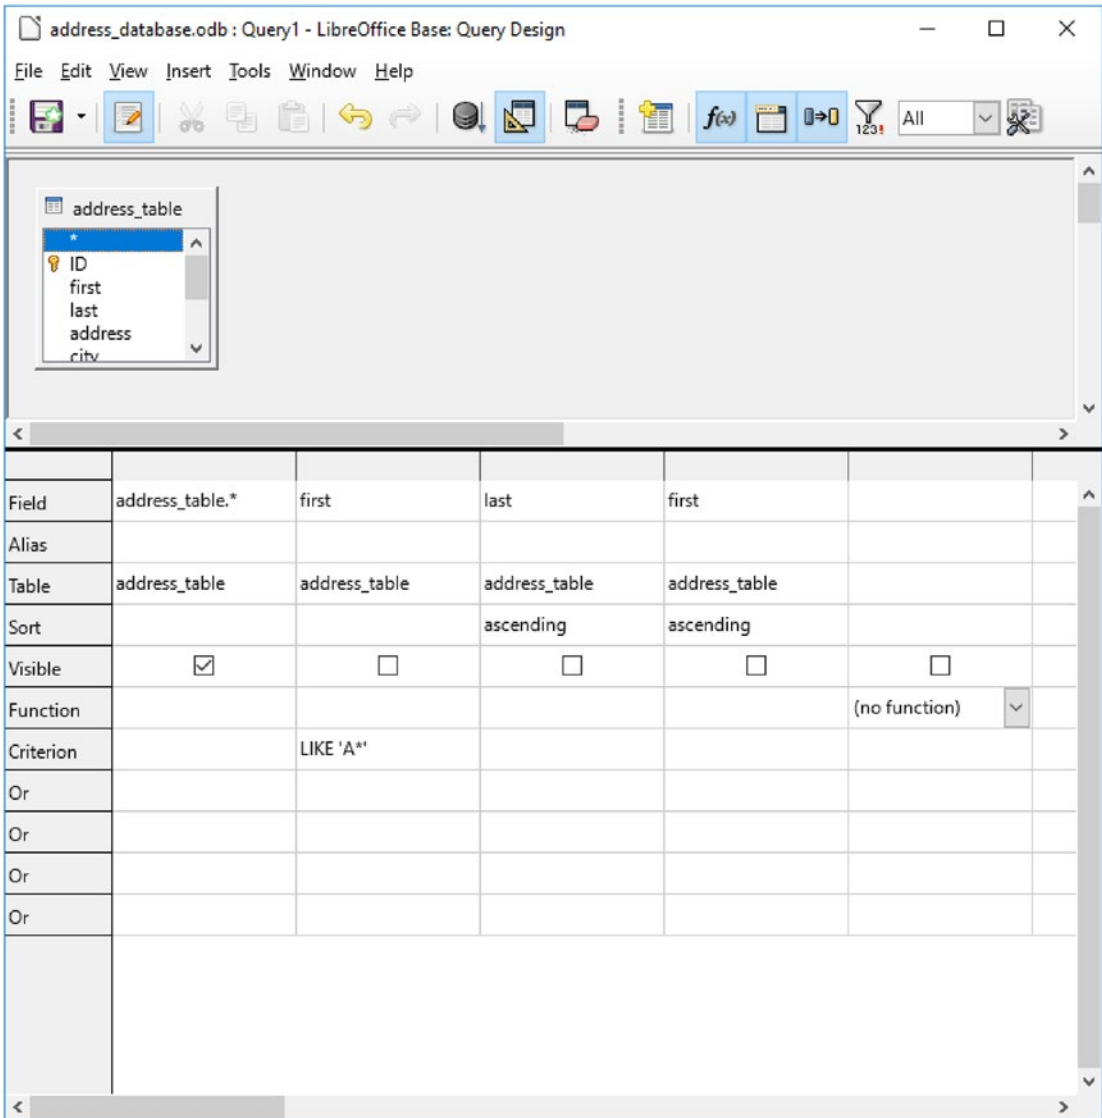 address_database.odb : Query1 - LibreOffice Base: Query Design
File Edit View Insert Tools Window Help
f(x) 123! All
address_table
*
ID
first
last
address
city
Field address_table.* first last first
Alias
Table address_table address_table address_table address_table
Sort ascending ascending
Visible
Function (no function)
Criterion LIKE 'A*'
Or
Or
Or
Or